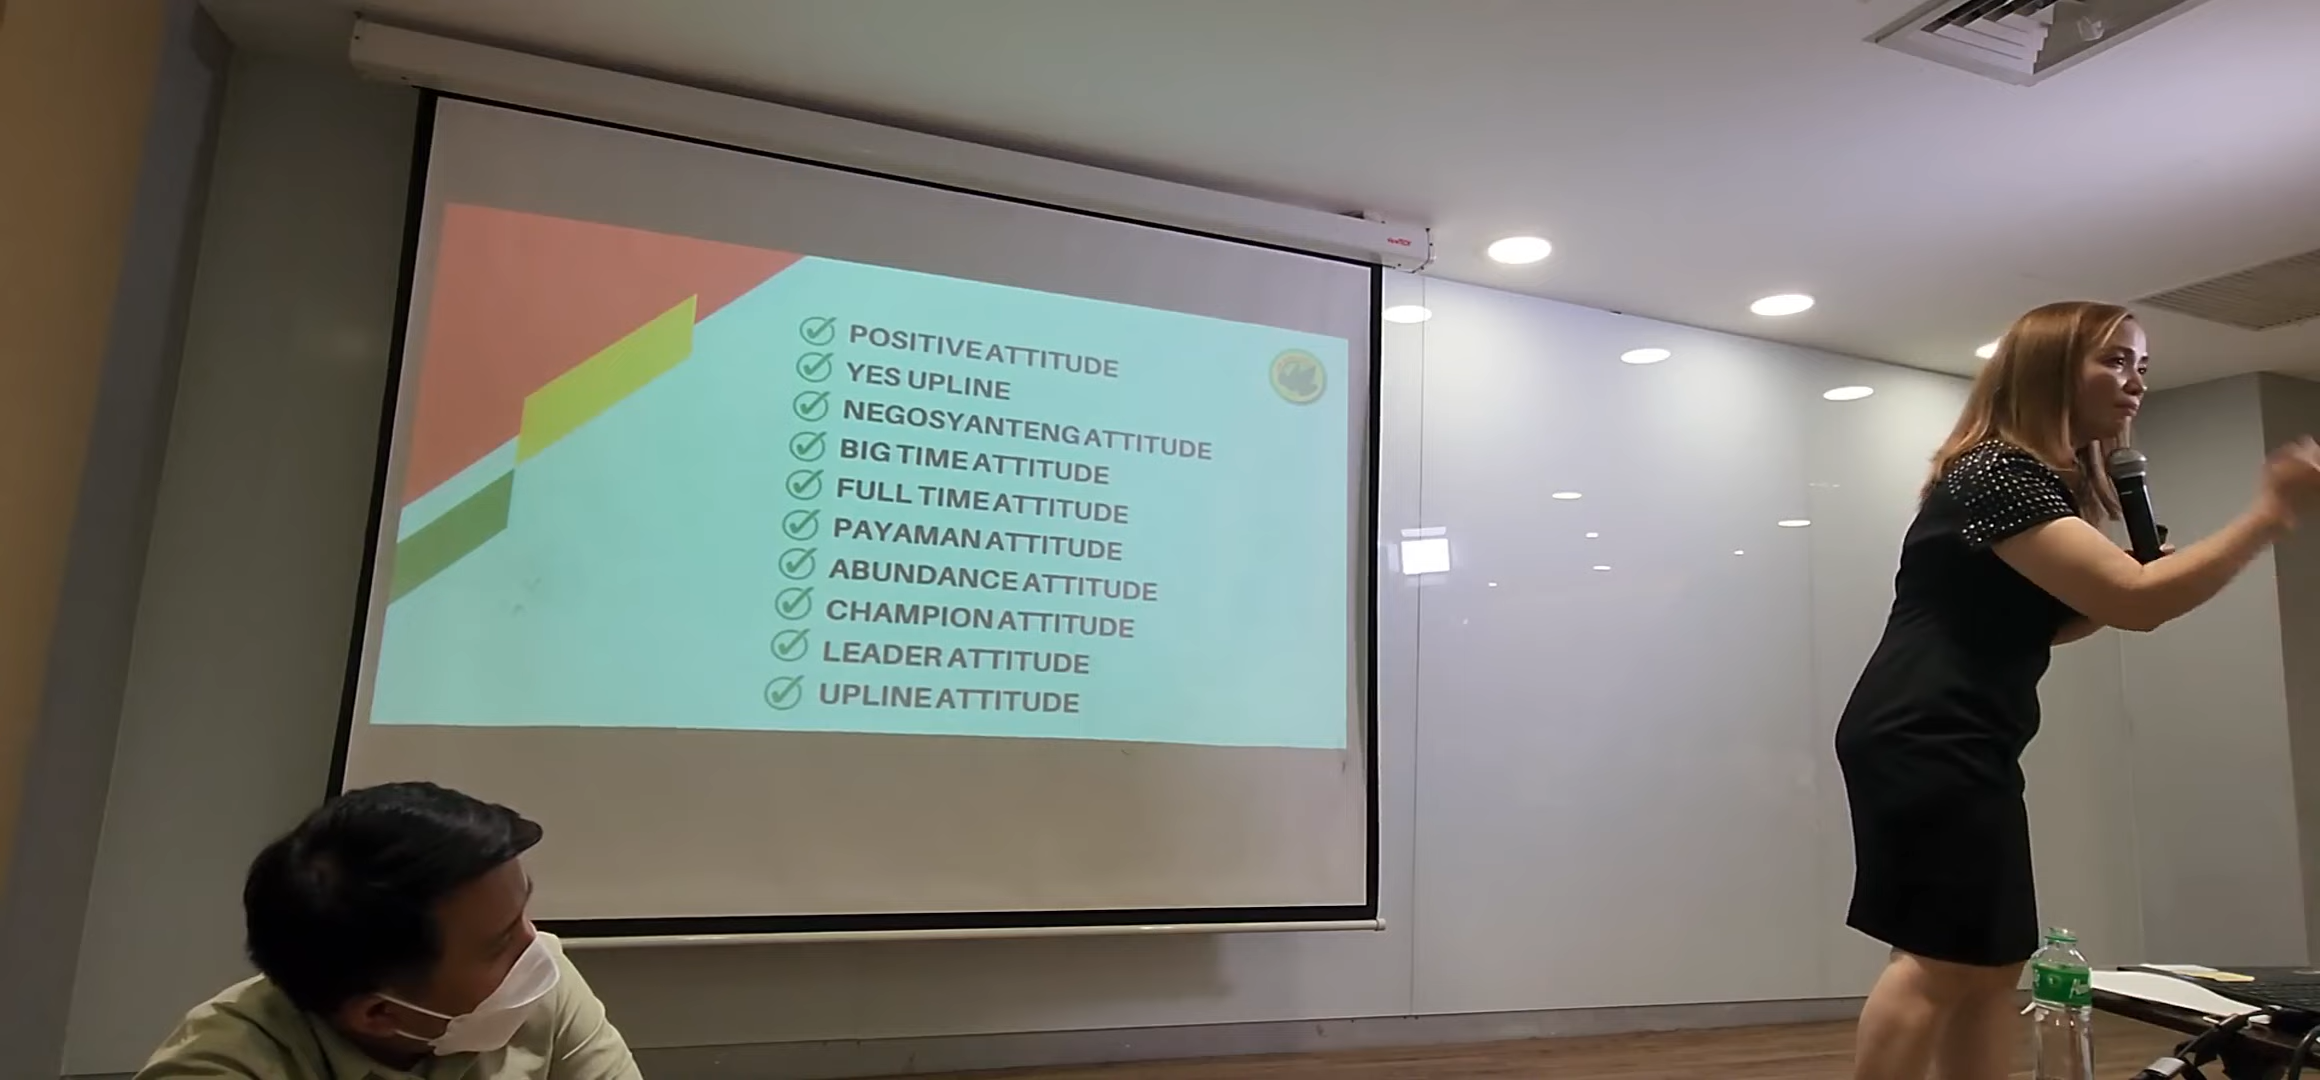 POSITIVE ATTITUDE
YES UPLINE
NEGOSYANTENG ATTITUDE
BIG TIME ATTITUDE
FULL TIME ATTITUDE
PAYAMAN ATTITUDE
ABUNDANCE ATTITUDE
CHAMPION ATTITUDE
LEADER ATTITUDE
UPLINE ATTITUDE